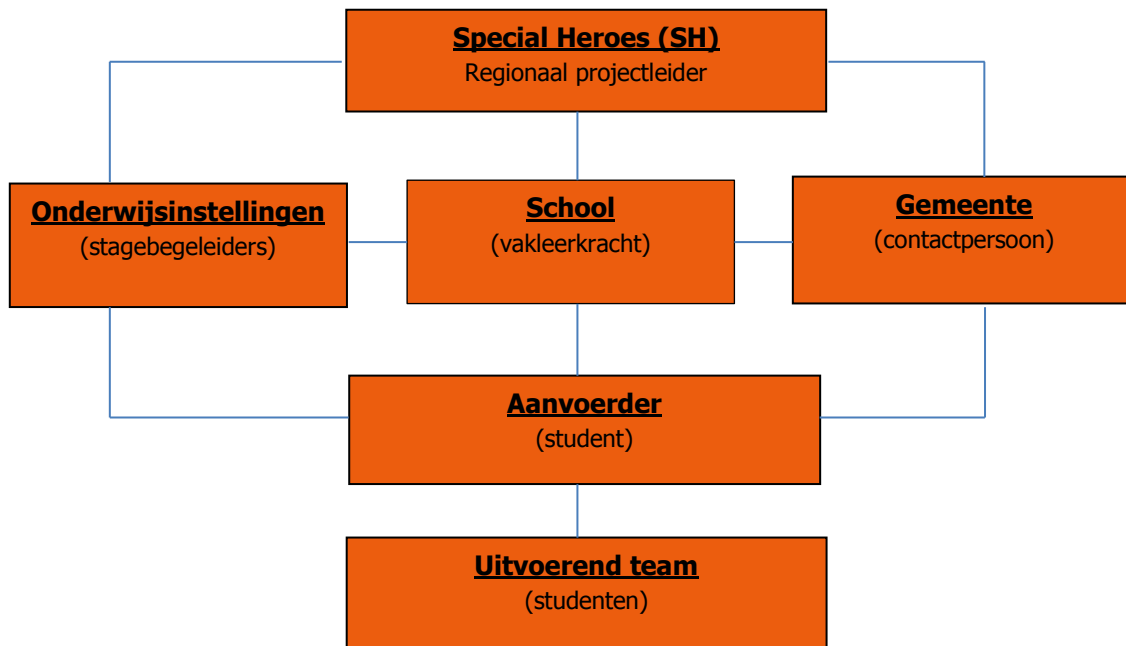 Special Heroes (SH)
Regionaal projectleider
Onderwijsinstellingen
(stagebegeleiders)
School
(vakleerkracht)
Gemeente
(contactpersoon)
Aanvoerder
(student)
Uitvoerend team
(studenten)